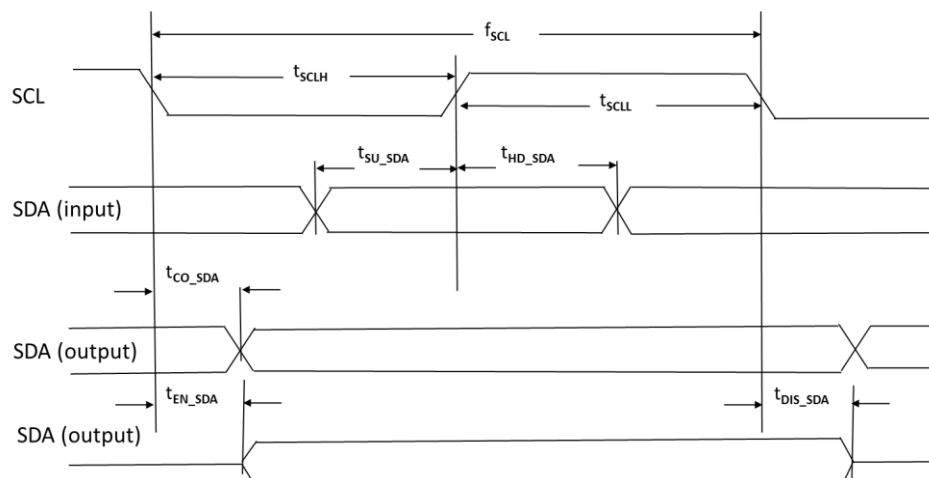 fSCL
tSCLH
SCL
tSCLL
tSU_SDA
tHD_SDA
SDA (input)
tCO_SDA
SDA (output)
tEN_SDA
tDIS_SDA
SDA (output)